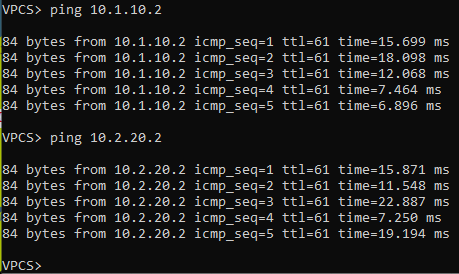 VPCS> ping 10.1.10.2
84 bytes from 10.1.10.2 icmp_seq=1 ttl=61 time=15.699 ms
84 bytes from 10.1.10.2 icmp_seq=2 ttl=61 time=18.098 ms
84 bytes from 10.1.10.2 icmp_seq=3 ttl=61 time=12.068 ms
84 bytes from 10.1.10.2 icmp_seq=4 ttl=61 time=7.464 ms
84 bytes from 10.1.10.2 icmp_seq=5 ttl=61 time=6.896 ms
VPCS> ping 10.2.20.2
84 bytes from 10.2.20.2 icmp_seq=1 ttl=61 time=15.871 ms
84 bytes from 10.2.20.2 icmp_seq=2 ttl=61 time=11.548 ms
84 bytes from 10.2.20.2 icmp_seq=3 ttl=61 time=22.887 ms
84 bytes from 10.2.20.2 icmp_seq=4 ttl=61 time=7.250 ms
84 bytes from 10.2.20.2 icmp_seq=5 ttl=61 time=19.194 ms
VPCS>